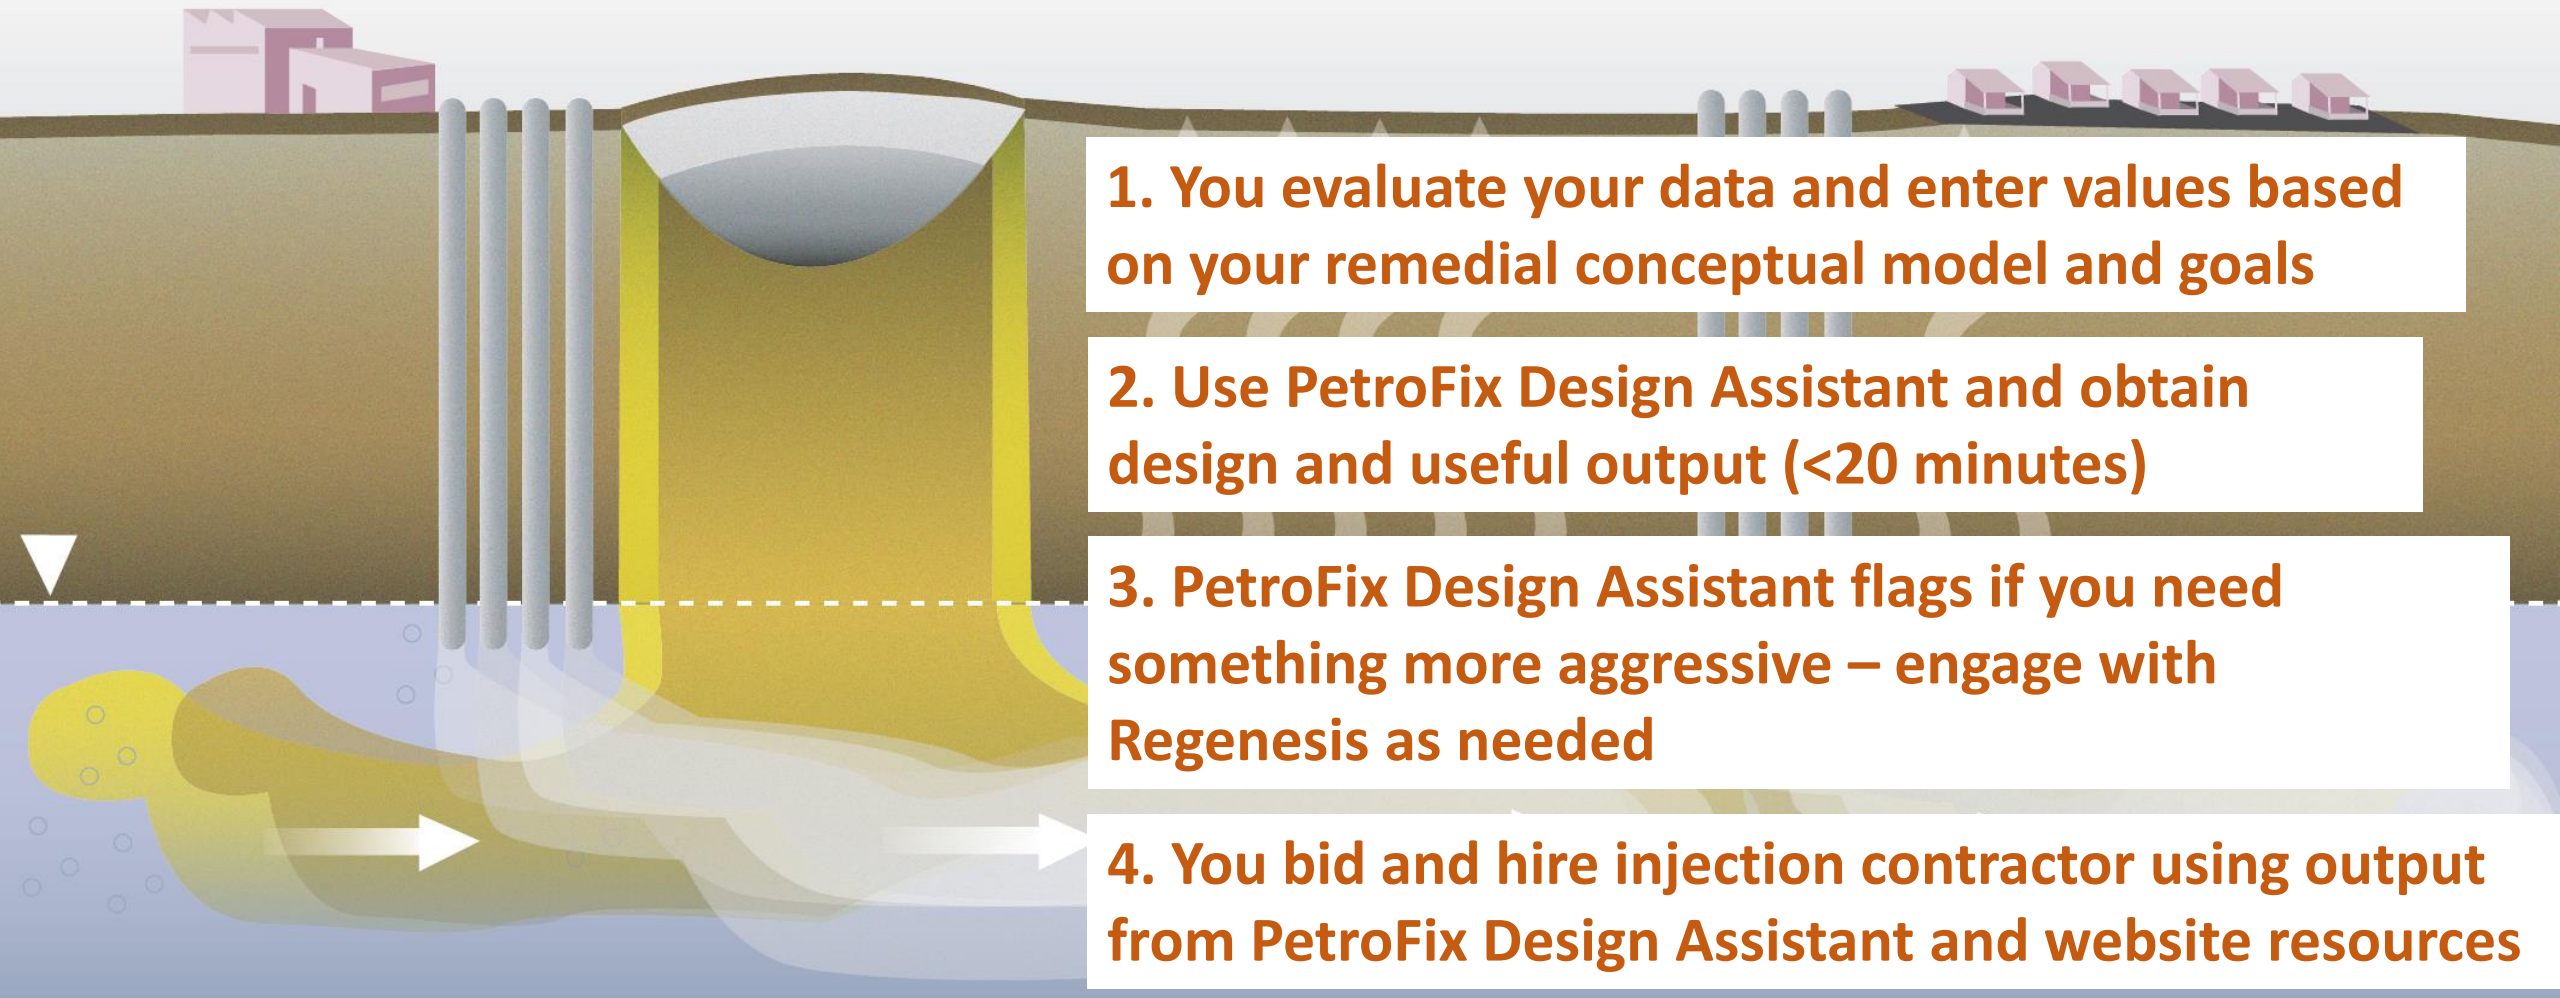 1. You evaluate your data and enter values based
on your remedial conceptual model and goals
2. Use PetroFix Design Assistant and obtain
design and useful output (<20 minutes)
3. PetroFix Design Assistant flags if you need
something more aggressive – engage with
Regenesis as needed
4. You bid and hire injection contractor using output
from PetroFix Design Assistant and website resources